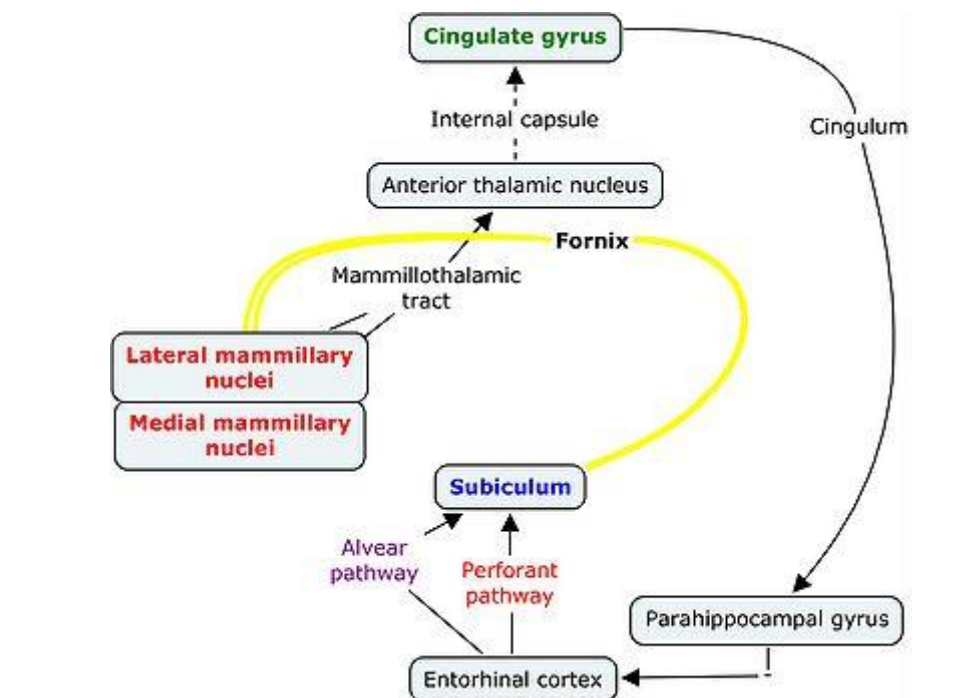 Cingulate gyrus
Internal capsule
Cingulum
Anterior thalamic nucleus
Fornix
Mammillothalamic
tract
Lateral mammillary
nuclei
Medial mammillary
nuclei
Subiculum
Alvear
pathway
Perforant
pathway
Parahippocampal gyrus
Entorhinal cortex